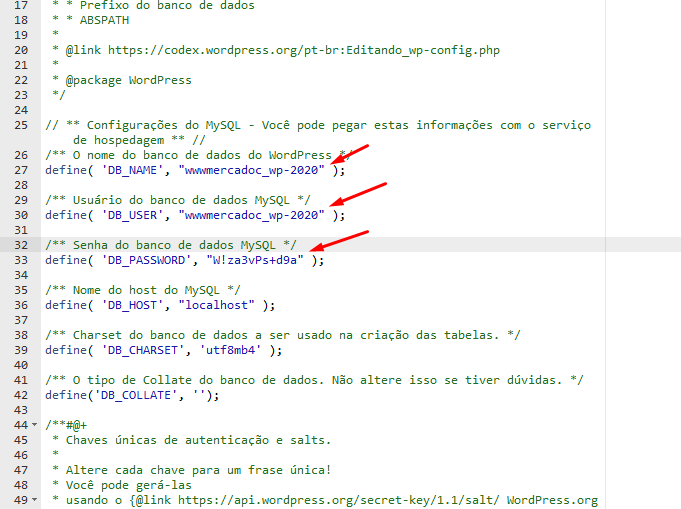 17 * * Prefixo do banco de dados
18 * * ABSPATH
19 *
20 * @link https://codex.wordpress.org/pt-br:Editando_wp-config.php
21 *
22 * @package WordPress
23 */
24
25 // ** Configurações do MySQL - Você pode pegar estas informações com o serviço
de hospedagem ** //
26 /** O nome do banco de dados do WordPress */
27 define( 'DB_NAME', "wwwmercadoc_wp-2020" );
28
29 /** Usuário do banco de dados MySQL */
30 define( 'DB_USER', "wwwmercadoc_wp-2020" );
31
32 /** Senha do banco de dados MySQL */
33 define( 'DB_PASSWORD', "W!za3vPs+d9a" );
34
35 /** Nome do host do MySQL */
36 define( 'DB_HOST', "localhost" );
37
38 /** Charset do banco de dados a ser usado na criação das tabelas. */
39 define( 'DB_CHARSET', 'utf8mb4' );
40
41 /** O tipo de Collate do banco de dados. Não altere isso se tiver dúvidas. */
42 define('DB_COLLATE', '');
43
44 /**#@+
45 * Chaves únicas de autenticação e salts.
46 *
47 * Altere cada chave para um frase única!
48 * Você pode gerá-las
49 * usando o {@link https://api.wordpress.org/secret-key/1.1/salt/ WordPress.org